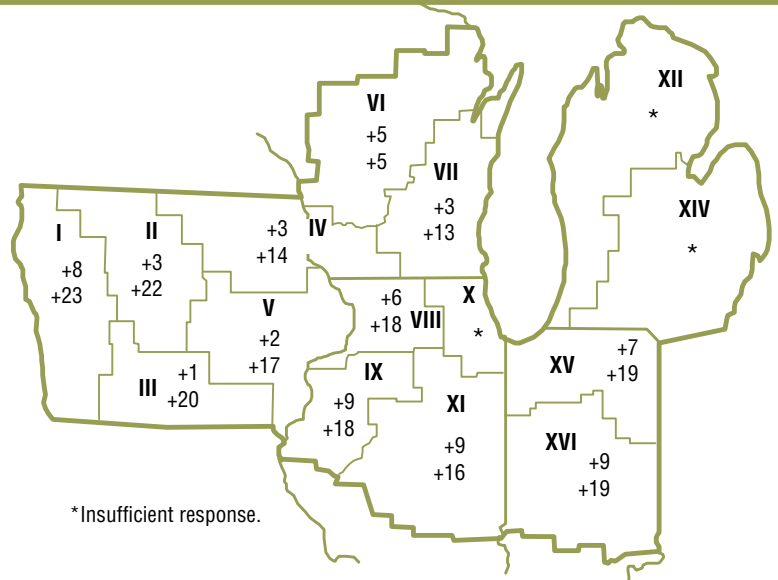 XII
*
VI
+5
+5
VII
+3
+13
XIV
*
I
+8
+23
II
+3
+22
+3 IV
+14
V
+2
+17
+1
III +20
+6
+18 VIII
X
*
IX
+9
+18
XI
+9
+16
+7
XV +19
XVI
+9
+19
*Insufficient response.